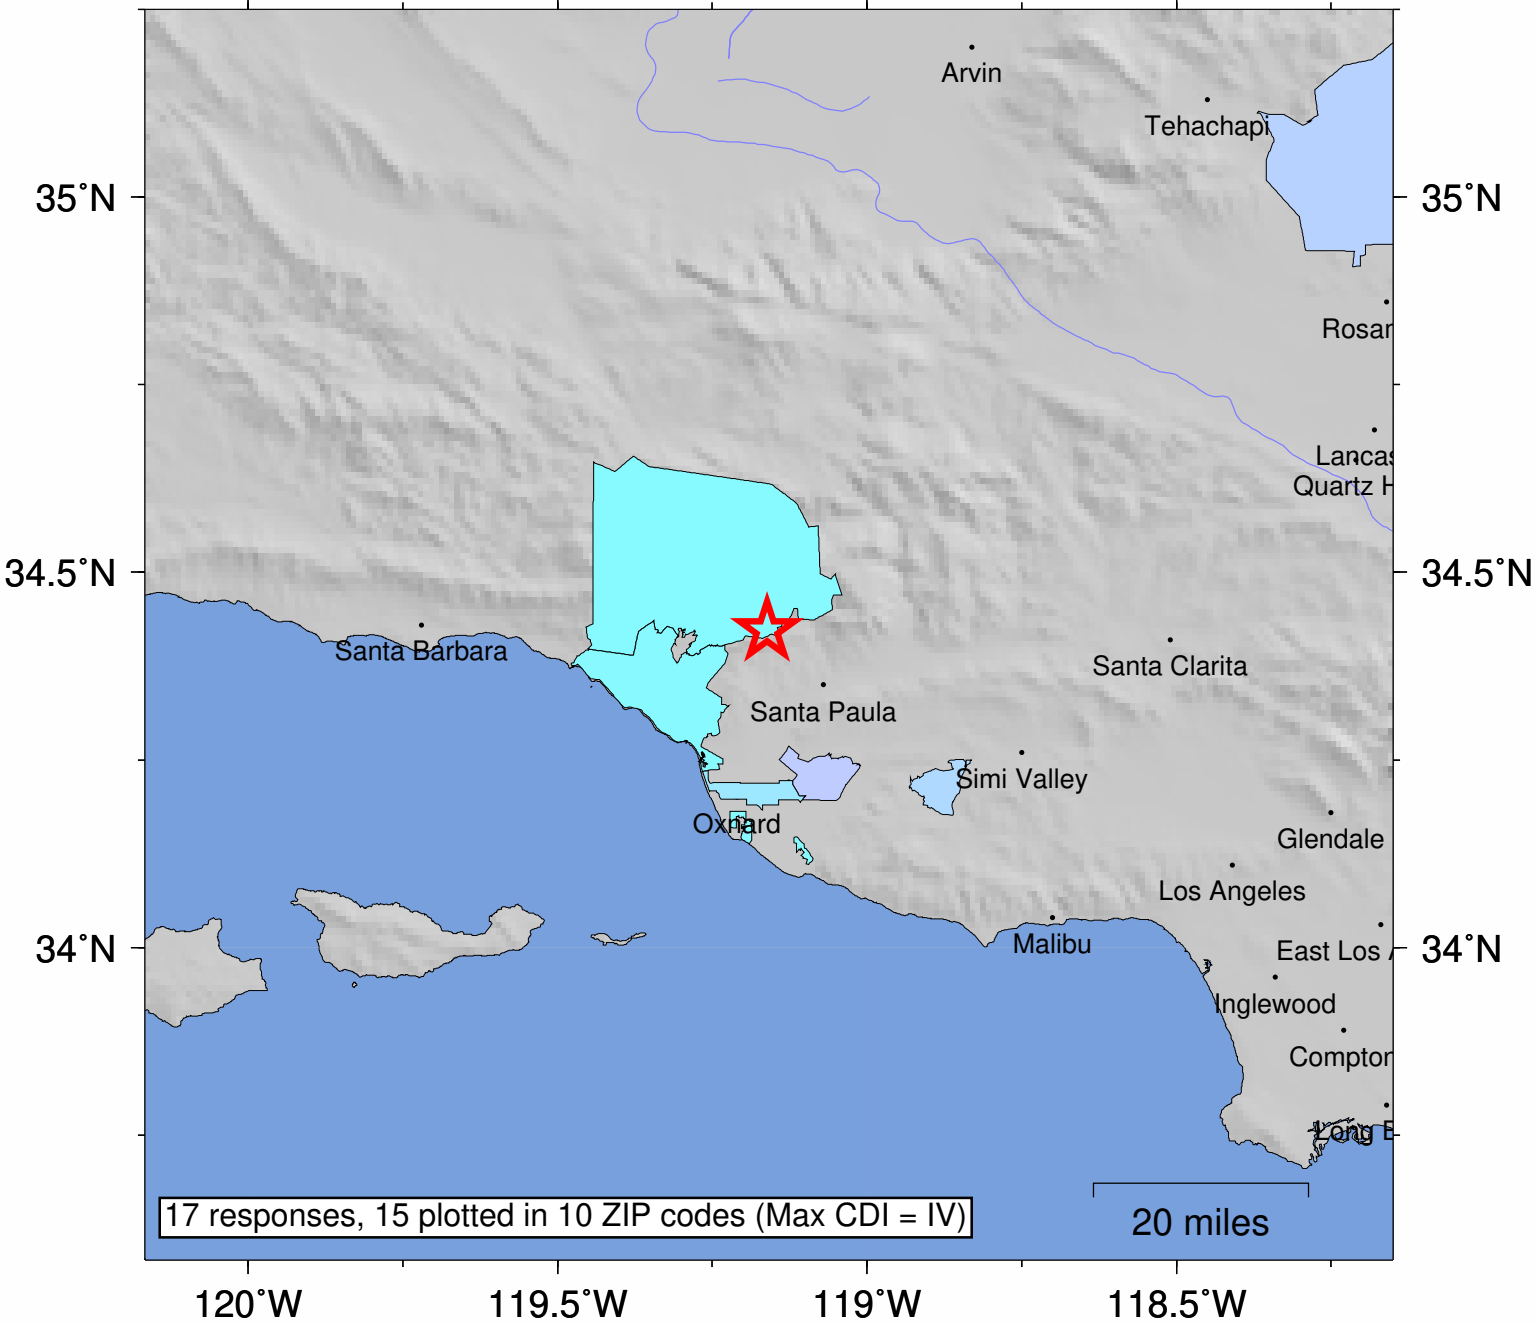 Arvin
Tehachapi
35˚N
35˚N
Rosar
Lancas
Quartz H
34.5˚N
34.5˚N
Santa Barbara
Santa Clarita
Santa Paula
Simi Valley
Oxnard
Glendale
Los Angeles
34˚N
Malibu
East Los A
34˚N
Inglewood
Compton
Long B
17 responses, 15 plotted in 10 ZIP codes (Max CDI = IV)
20 miles
120˚W
119.5˚W
119˚W
118.5˚W